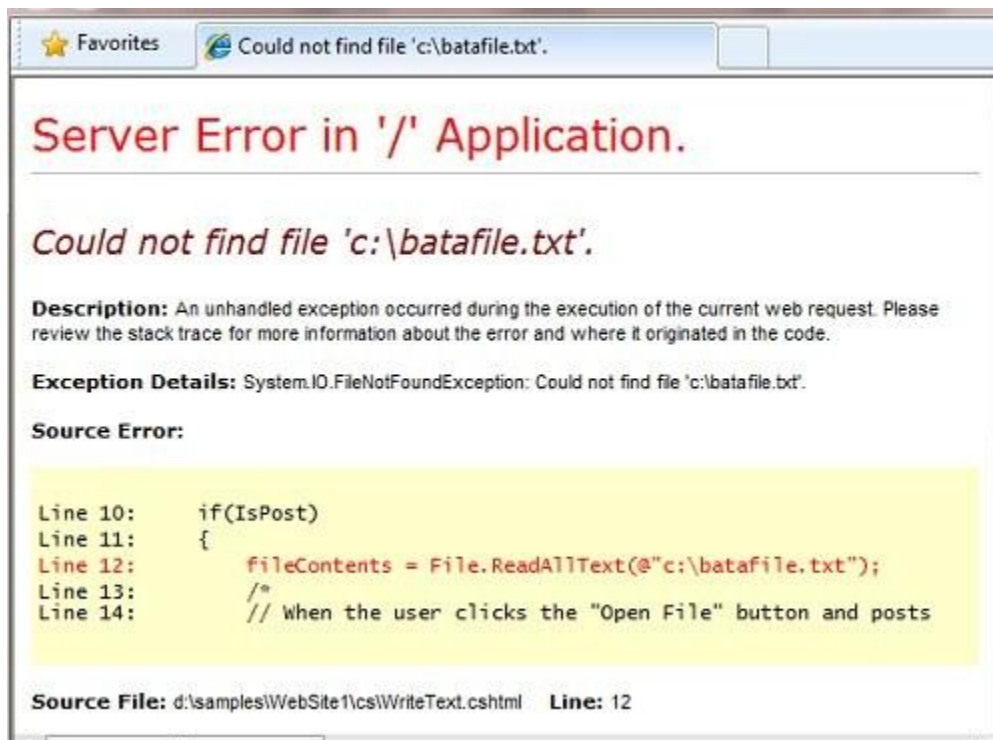 Favorites
Could not find file 'c:\batafile.txt'.
Server Error in '/' Application.
Could not find file 'c:\batafile.txt'.
Description: An unhandled exception occurred during the execution of the current web request. Please
review the stack trace for more information about the error and where it originated in the code.
Exception Details: System.IO.FileNotFoundException: Could not find file 'c:\batafile.txt'.
Source Error:
Line 10:     if(IsPost)
Line 11:     {
Line 12:         fileContents = File.ReadAllText(@"c:\batafile.txt");
Line 13:         /*
Line 14:         // When the user clicks the "Open File" button and posts
Source File: d:\samples\WebSite1\cs\WriteText.cshtml    Line: 12